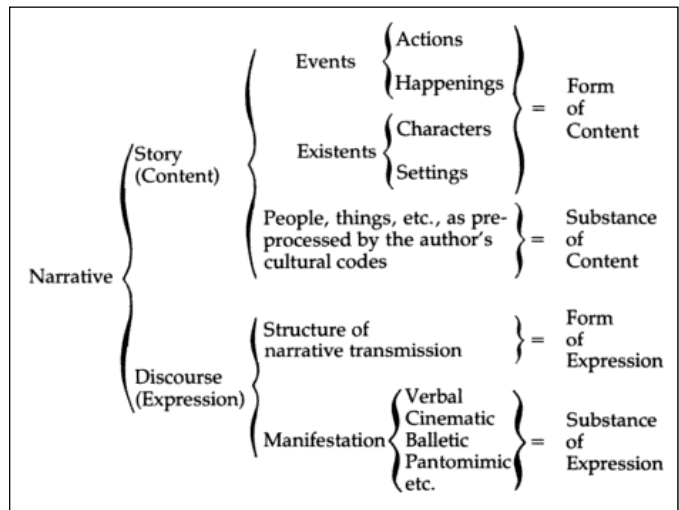 Actions
Events
Happenings
Form
of
Content
Characters
Existents
Settings
Story
(Content)
People, things, etc., as pre-
processed by the author's
cultural codes
Substance
of
Content
=
=
Narrative
Structure of
narrative transmission
=
Form
of
Expression
Discourse
(Expression)
Manifestation
Verbal
Cinematic
Balletic
Pantomimic
etc.
=
Substance
of
Expression